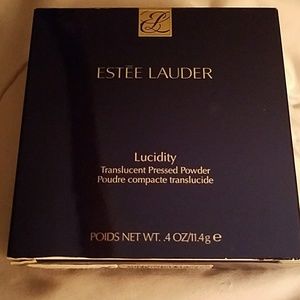 EL
ESTĒE LAUDER
Lucidity
Translucent Pressed Powder
Poudre compacte translucide
POIDS NET WT. .4 OZ/11.4g ℮